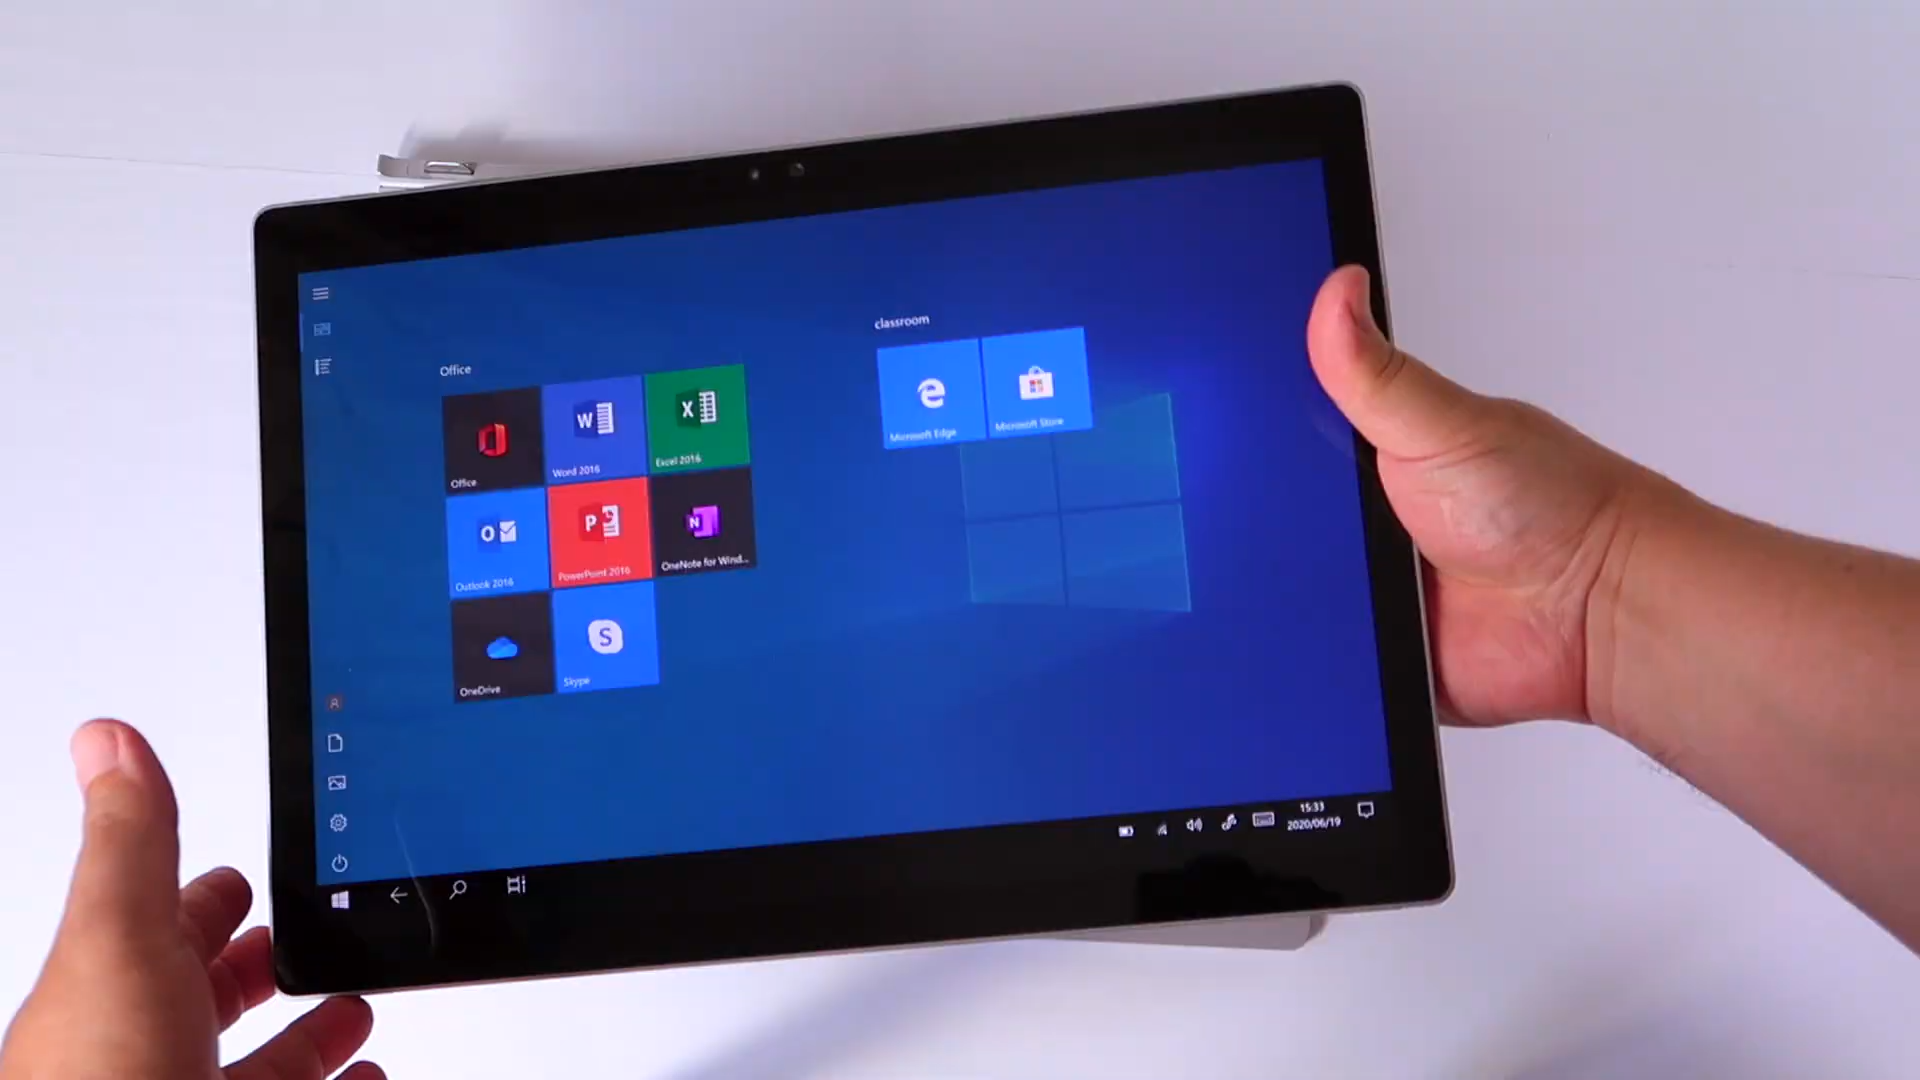 classroom
Office
Microsoft Edge
Microsoft Store
Office
Word 2016
Excel 2016
Outlook 2016
PowerPoint 2016
OneNote for Wind...
OneDrive
Skype
15:33
2020/06/19